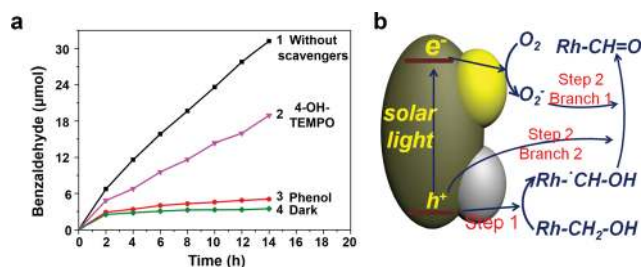 a
Benzaldehyde (μmol)
30
24
18
12
6
0
0 2 4 6 8 10 12 14 16 18 20
Time (h)
1 Without
scavengers
4-OH-
TEMPO
2
3 Phenol
4 Dark
b
e-
solar
light
h+
O2
O2-
Rh-CH=O
Step 2
Branch 1
Step 2
Branch 2
Rh-·CH-OH
Step 1
Rh-CH2-OH